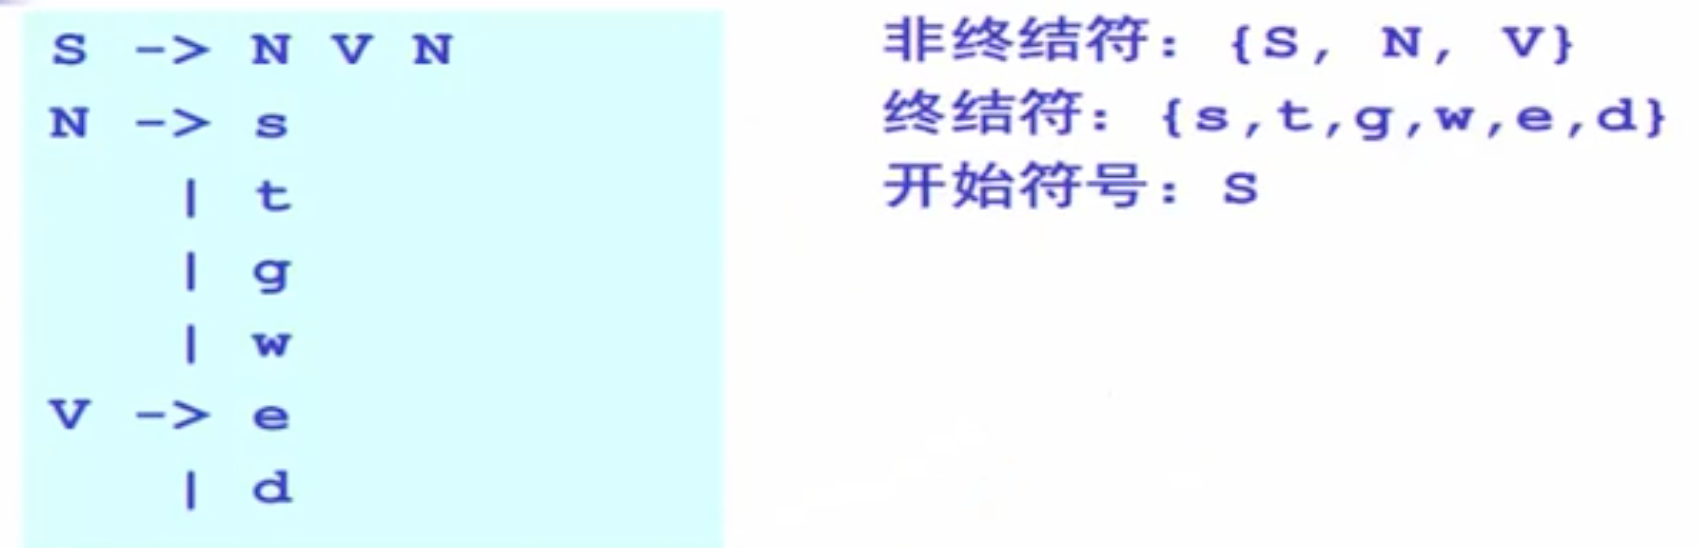 S -> N V N
N -> s
| t
| g
| w
V -> e
| d
非终结符：{S, N, V}
终结符：{s,t,g,w,e,d}
开始符号：S